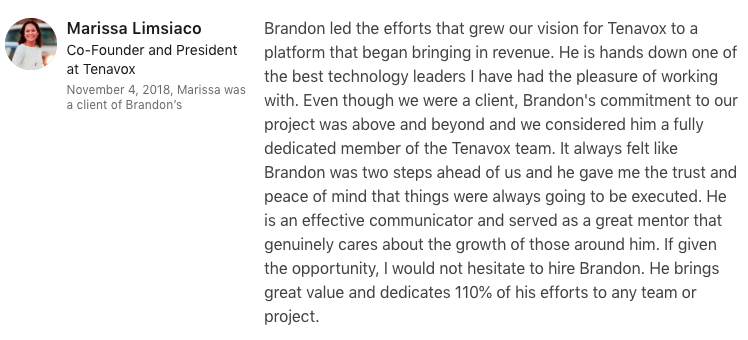 Marissa Limsiaco
Co-Founder and President
at Tenavox
November 4, 2018, Marissa was
a client of Brandon’s
Brandon led the efforts that grew our vision for Tenavox to a
platform that began bringing in revenue. He is hands down one of
the best technology leaders I have had the pleasure of working
with. Even though we were a client, Brandon's commitment to our
project was above and beyond and we considered him a fully
dedicated member of the Tenavox team. It always felt like
Brandon was two steps ahead of us and he gave me the trust and
peace of mind that things were always going to be executed. He
is an effective communicator and served as a great mentor that
genuinely cares about the growth of those around him. If given
the opportunity, I would not hesitate to hire Brandon. He brings
great value and dedicates 110% of his efforts to any team or
project.